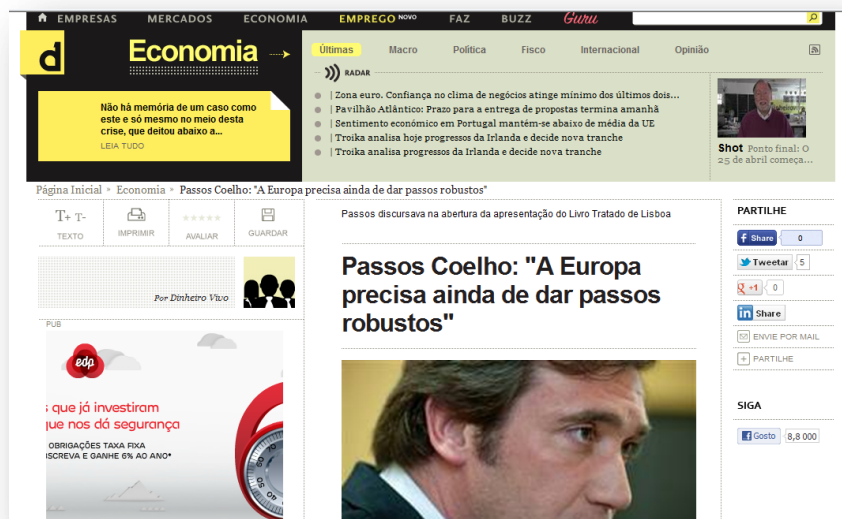 EMPRESAS MERCADOS ECONOMIA EMPREGO NOVO FAZ BUZZ Guru
d Economia
Últimas Macro Política Fisco Internacional Opinião
RADAR
Zona euro. Confiança no clima de negócios atinge mínimo dos últimos dois...
Pavilhão Atlântico: Prazo para a entrega de propostas termina amanhã
Sentimento económico em Portugal mantém-se abaixo de média da UE
Troika analisa hoje progressos da Irlanda e decide nova tranche
Troika analisa progressos da Irlanda e decide nova tranche
Não há memória de um caso como
este e só mesmo no meio desta
crise, que deitou abaixo a...
LEIA TUDO
Shot Ponto final: O
25 de abril começa...
Página Inicial » Economia » Passos Coelho: "A Europa precisa ainda de dar passos robustos"
T+ T-
TEXTO IMPRIMIR AVALIAR GUARDAR
Por Dinheiro Vivo
PUB
edp
s que já investiram
que nos dá segurança
OBRIGAÇÕES TAXA FIXA
SCREVA E GANHE 6% AO ANO*
Passos discursava na abertura da apresentação do Livro Tratado de Lisboa
Passos Coelho: "A Europa
precisa ainda de dar passos
robustos"
PARTILHE
f Share 0
Tweetar 5
g +1 0
in Share
ENVIE POR MAIL
+ PARTILHE
SIGA
f Gosto 8,8 000